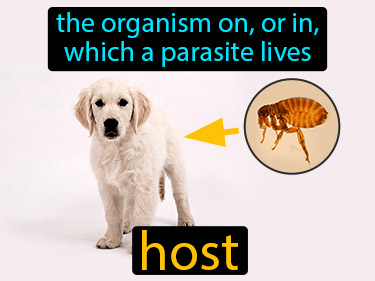 the organism on, or in,
which a parasite lives
host